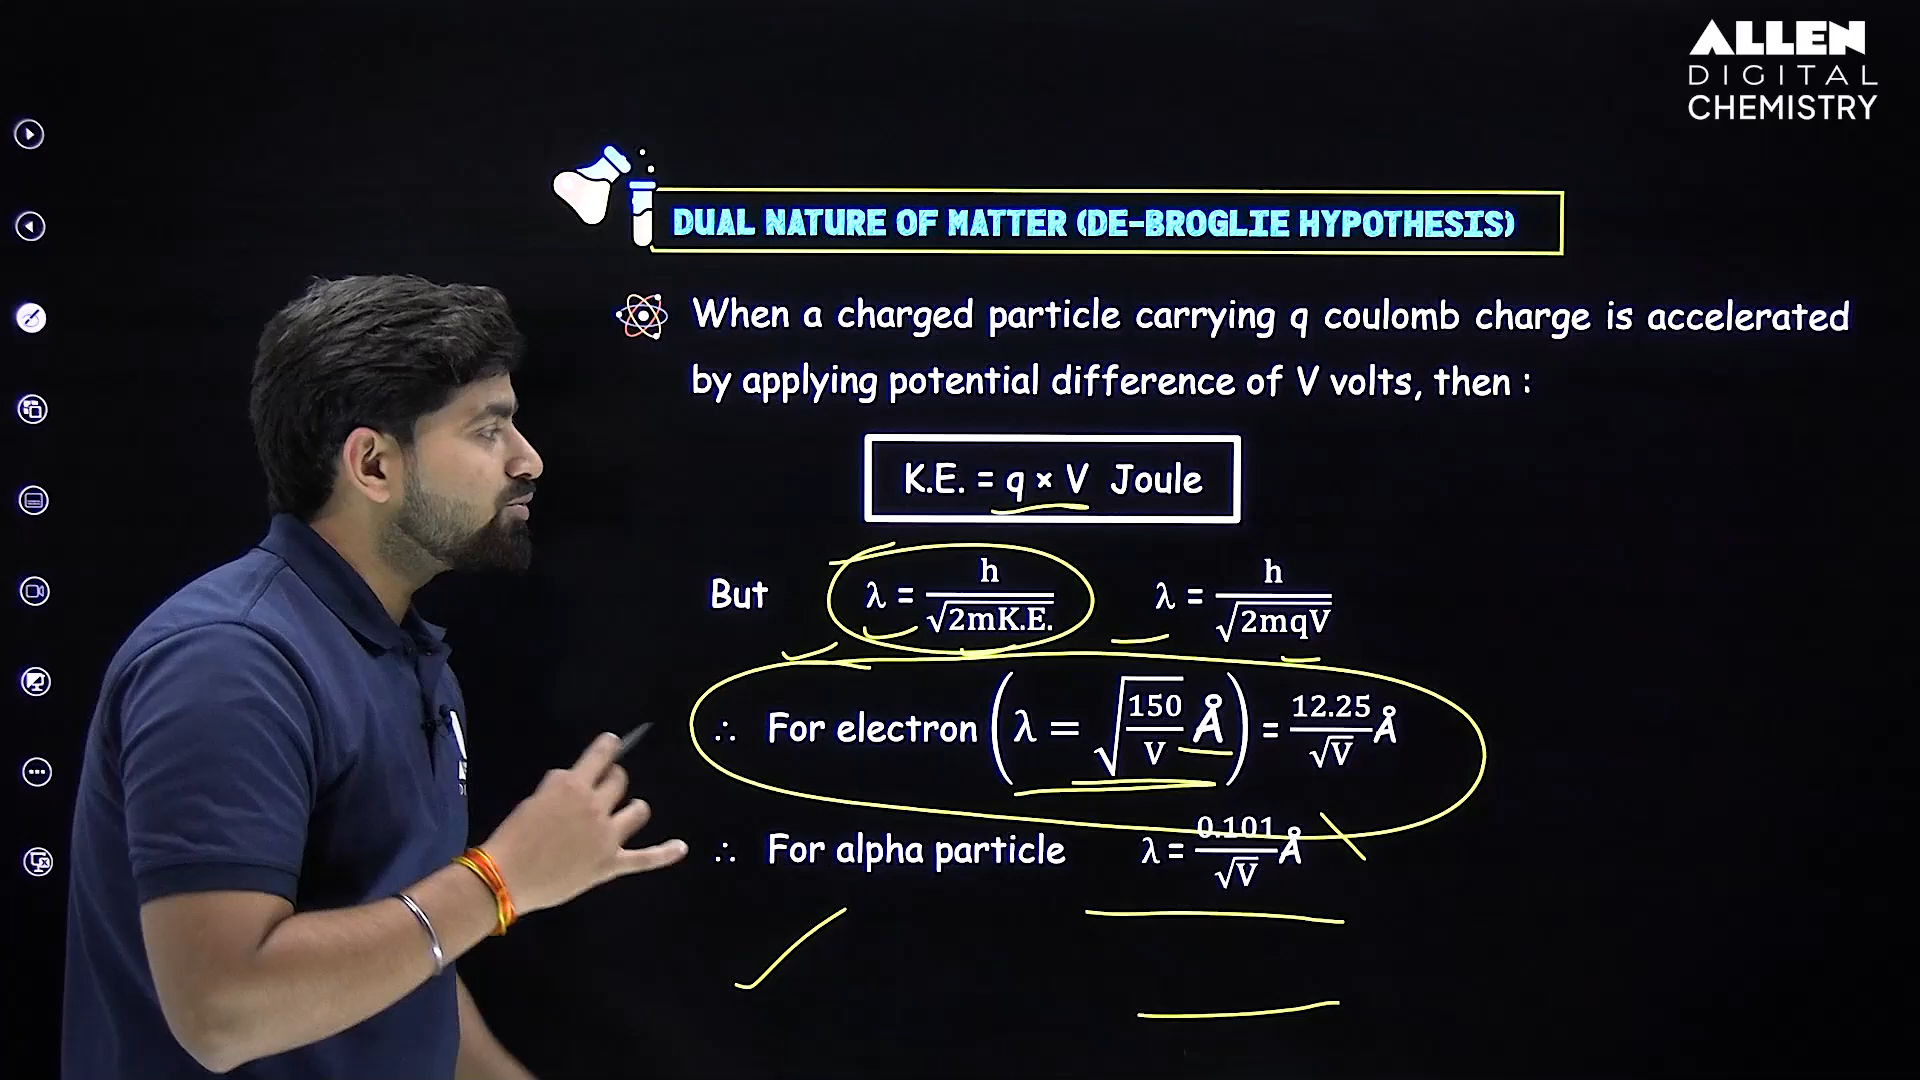 ALLEN
DIGITAL
CHEMISTRY
DUAL NATURE OF MATTER (DE-BROGLIE HYPOTHESIS)
When a charged particle carrying q coulomb charge is accelerated
by applying potential difference of V volts, then :
K.E. = q × V Joule
But λ = h/√(2mK.E.) λ = h/√(2mqV)
∴ For electron (λ = √(150/V) Å) = 12.25/√V Å
∴ For alpha particle λ = 0.101/√V Å